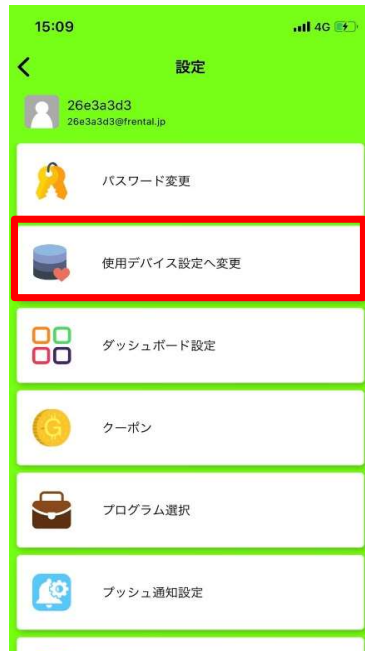 15:09
4G
設定
26e3a3d3
26e3a3d3@frental.jp
パスワード変更
使用デバイス設定へ変更
ダッシュボード設定
G
クーポン
プログラム選択
プッシュ通知設定